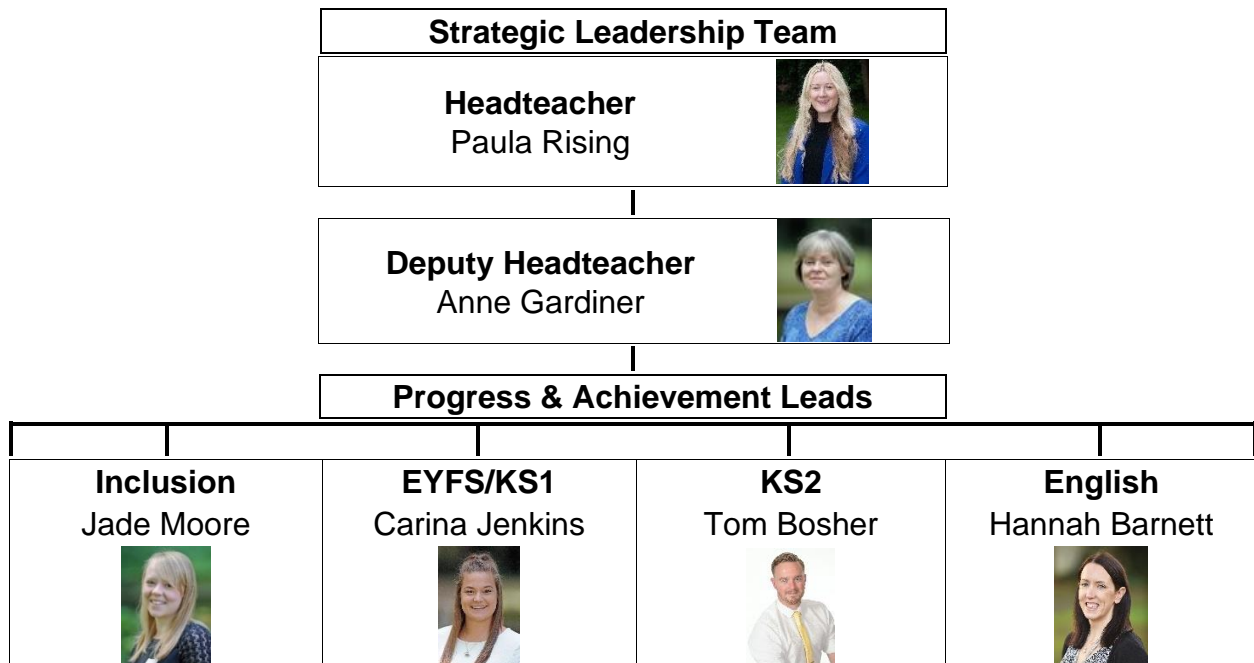 Strategic Leadership Team
Headteacher
Paula Rising
Deputy Headteacher
Anne Gardiner
Progress & Achievement Leads
Inclusion
Jade Moore
EYFS/KS1
Carina Jenkins
KS2
Tom Bosher
English
Hannah Barnett